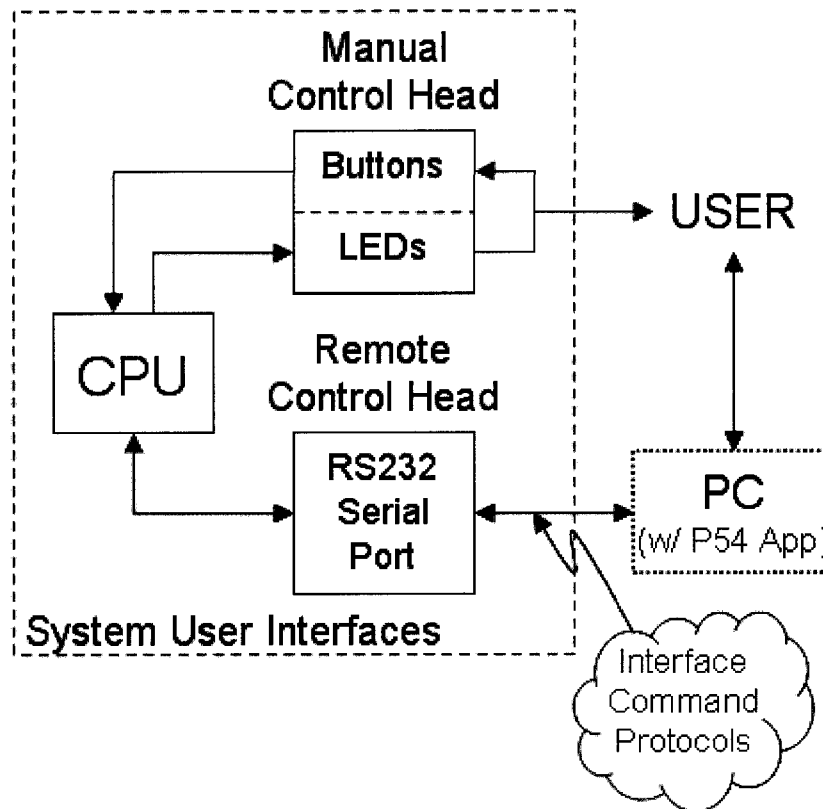 Manual
Control Head
Buttons
LEDs
USER
CPU
Remote
Control Head
RS232
Serial
Port
PC
(w/ P54 App)
System User Interfaces
Interface
Command
Protocols